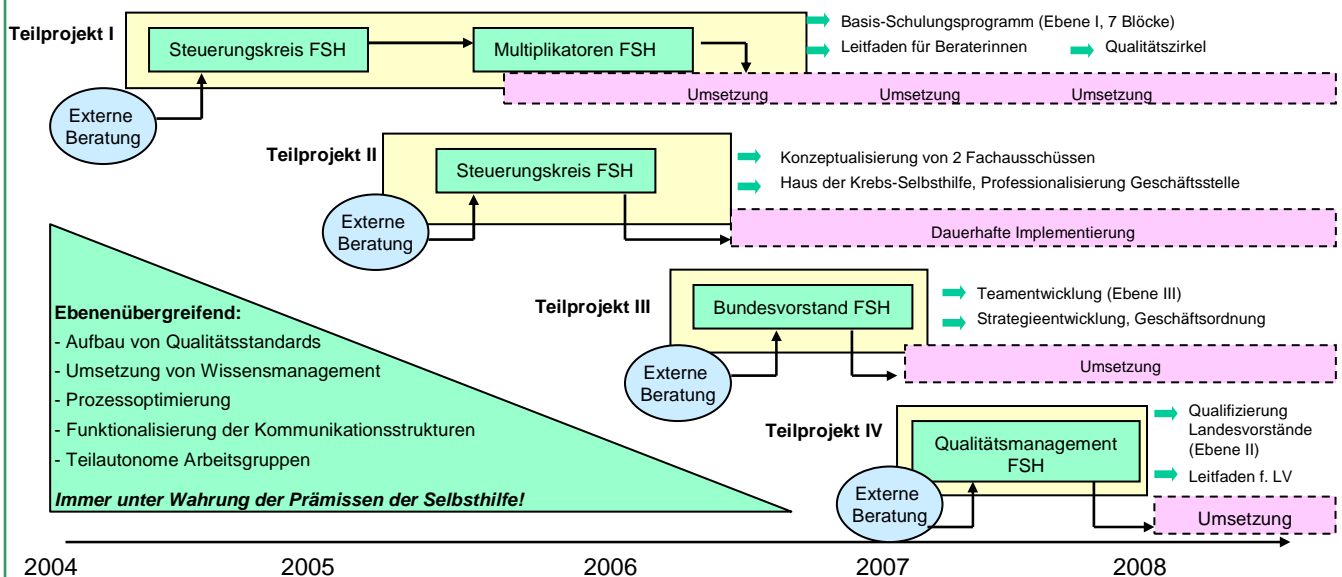 Teilprojekt I
Steuerungskreis FSH
Multiplikatoren FSH
Basis-Schulungsprogramm (Ebene I, 7 Blöcke)
Leitfaden für Beraterinnen
Qualitätszirkel
Umsetzung
Umsetzung
Umsetzung
Externe
Beratung
Teilprojekt II
Steuerungskreis FSH
Konzeptualisierung von 2 Fachausschüssen
Haus der Krebs-Selbsthilfe, Professionalisierung Geschäftsstelle
Externe
Beratung
Dauerhafte Implementierung
Teilprojekt III
Bundesvorstand FSH
Teamentwicklung (Ebene III)
Strategieentwicklung, Geschäftsordnung
Externe
Beratung
Umsetzung
Ebenenübergreifend:
- Aufbau von Qualitätsstandards
- Umsetzung von Wissensmanagement
- Prozessoptimierung
- Funktionalisierung der Kommunikationsstrukturen
- Teilautonome Arbeitsgruppen
Immer unter Wahrung der Prämissen der Selbsthilfe!
Teilprojekt IV
Qualitätsmanagement
FSH
Qualifizierung
Landesvorstände
(Ebene II)
Leitfaden f. LV
Externe
Beratung
Umsetzung
2004
2005
2006
2007
2008